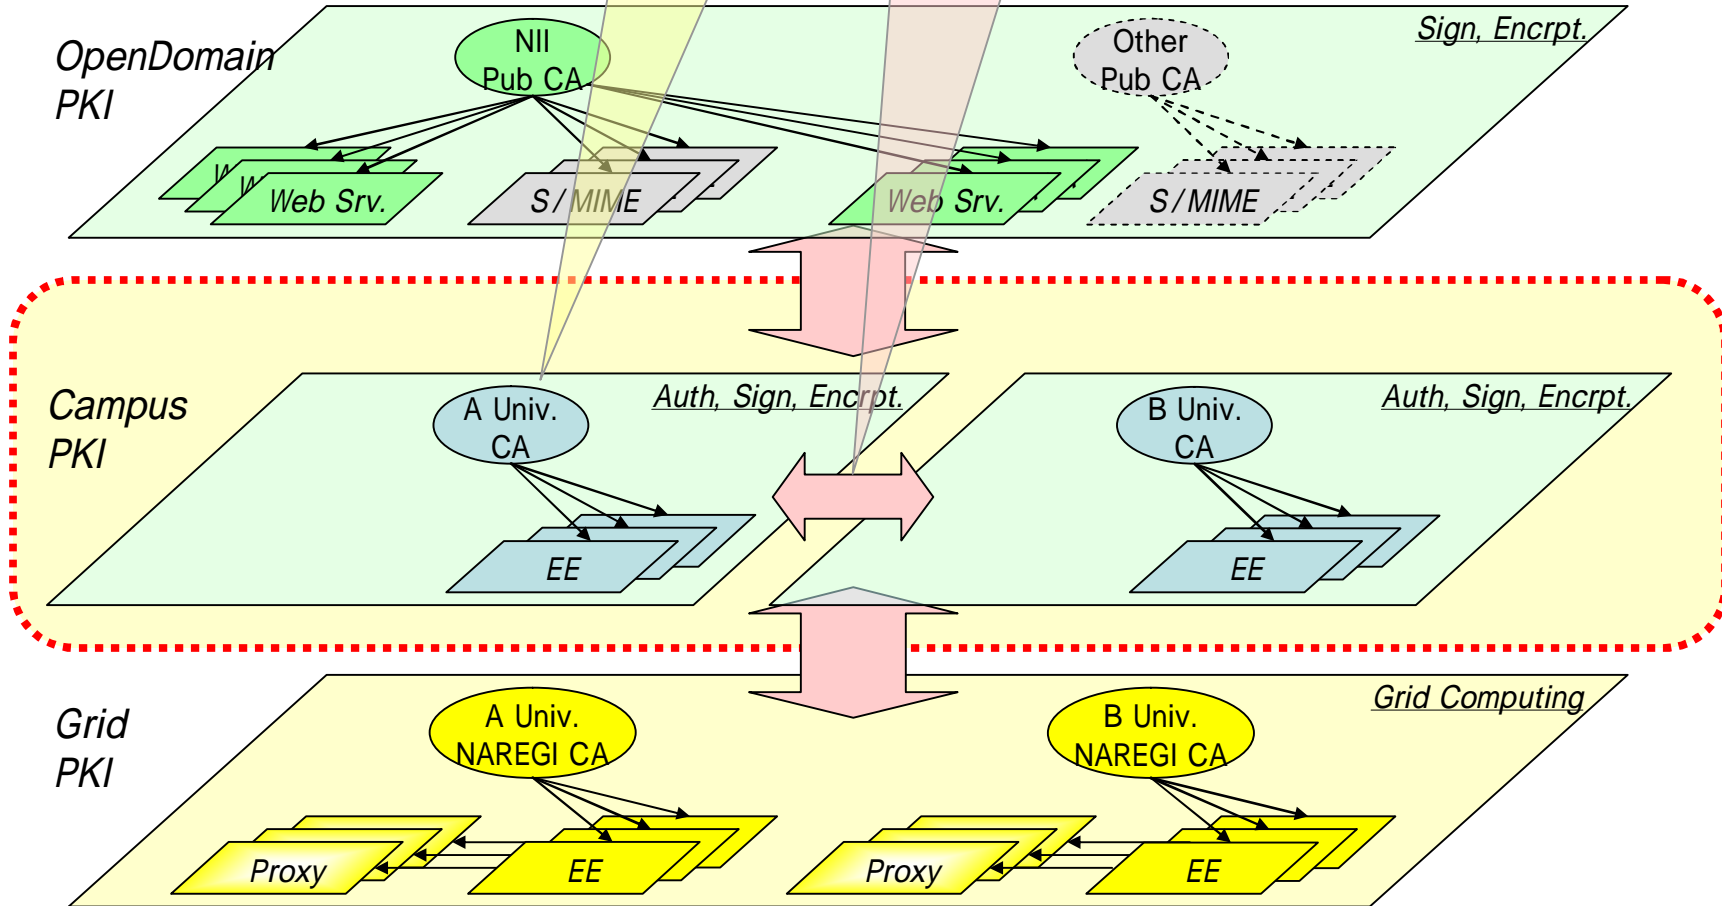 OpenDomain
PKI
NII
Pub CA
Other
Pub CA
Sign, Encrpt.
W
W
Web Srv.
S/MIME
Web Srv.
S/MIME
Campus
PKI
A Univ.
CA
Auth, Sign, Encrpt.
B Univ.
CA
Auth, Sign, Encrpt.
EE
EE
Grid
PKI
A Univ.
NAREGI CA
B Univ.
NAREGI CA
Grid Computing
Proxy
EE
Proxy
EE